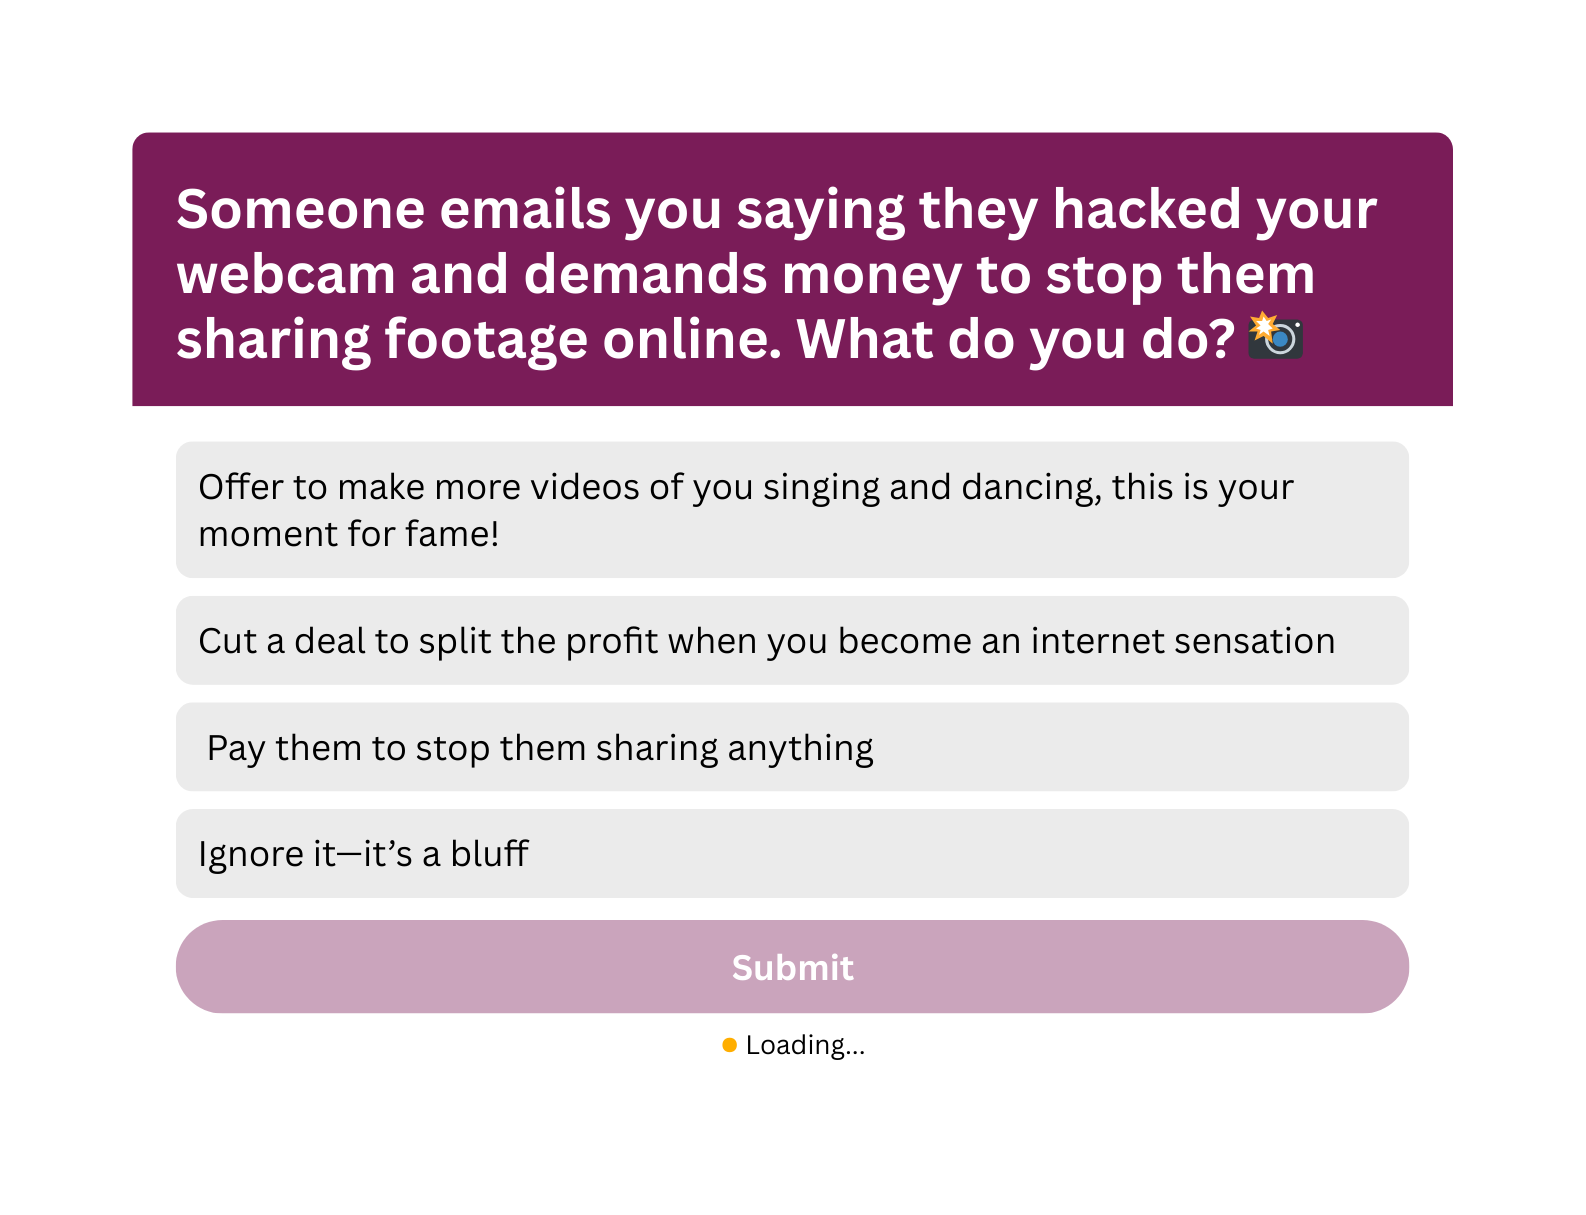 Someone emails you saying they hacked your
webcam and demands money to stop them
sharing footage online. What do you do? 📸
Offer to make more videos of you singing and dancing, this is your
moment for fame!
Cut a deal to split the profit when you become an internet sensation
Pay them to stop them sharing anything
Ignore it—it’s a bluff
Submit
Loading...